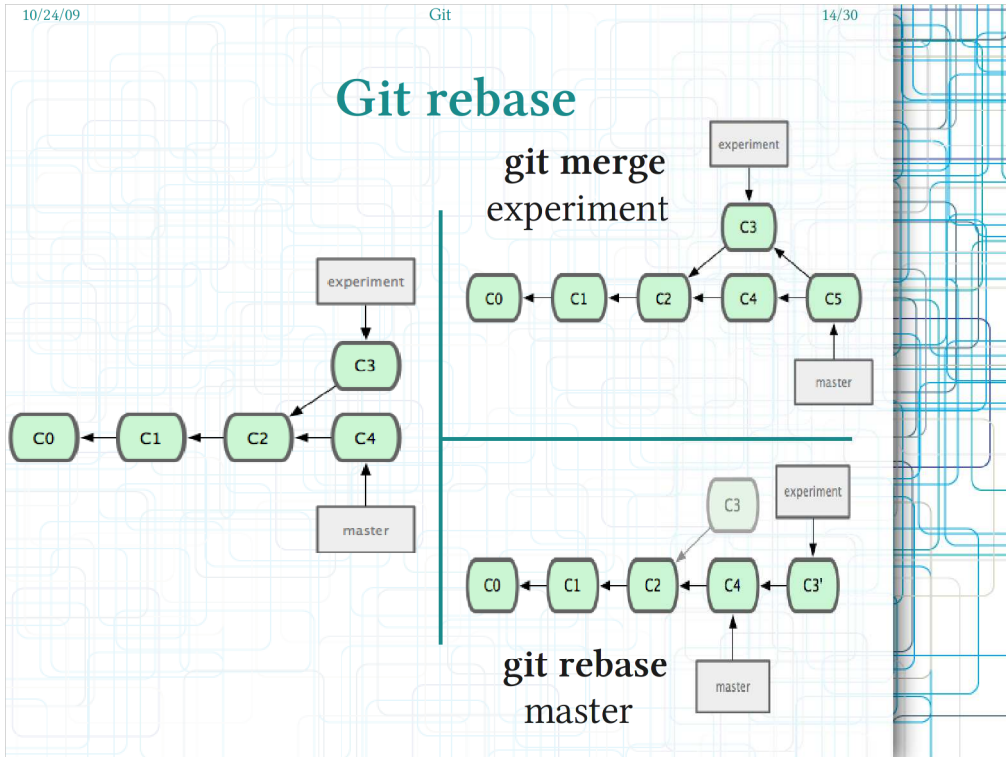 10/24/09 Git 14/30
Git rebase
experiment
C3
C0 C1 C2 C4
master
git merge
experiment
experiment
C3
C0 C1 C2 C4 C5
master
C3 experiment
C0 C1 C2 C4 C3'
master
git rebase
master